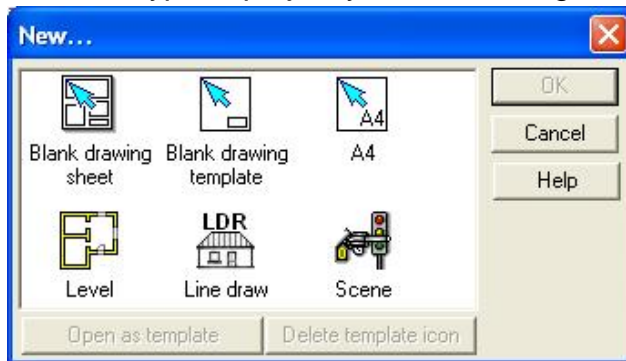 New...
OK
Cancel
Help
A4
Blank drawing sheet
Blank drawing template
A4
LDR
Level
Line draw
Scene
Open as template
Delete template icon